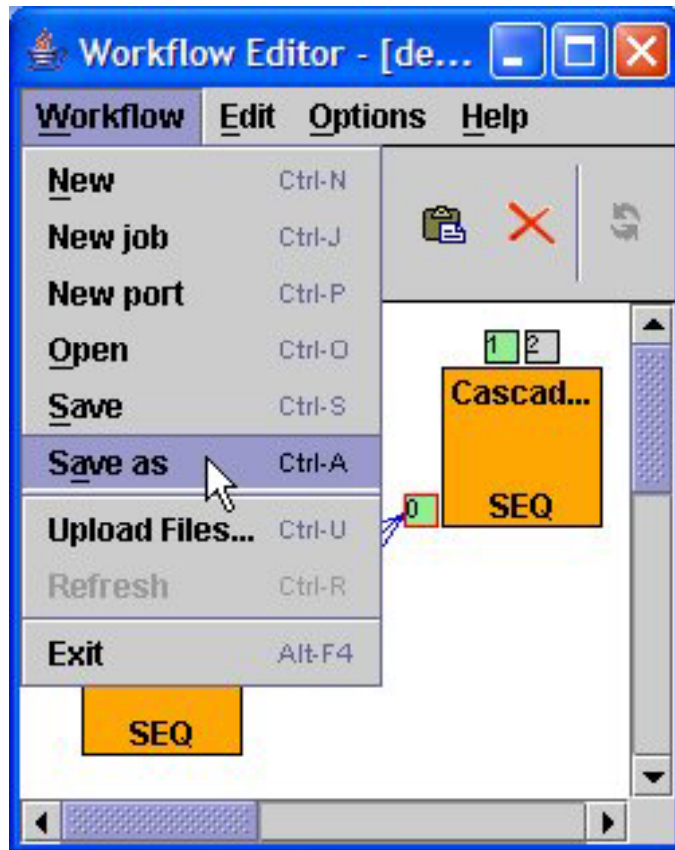 Workflow Editor - [de...
Workflow Edit Options Help
New Ctrl-N
New job Ctrl-J
New port Ctrl-P
Open Ctrl-O
Save Ctrl-S
Save as Ctrl-A
Upload Files... Ctrl-U
Refresh Ctrl-R
Exit Alt-F4
1 2
Cascad...
0
SEQ
SEQ